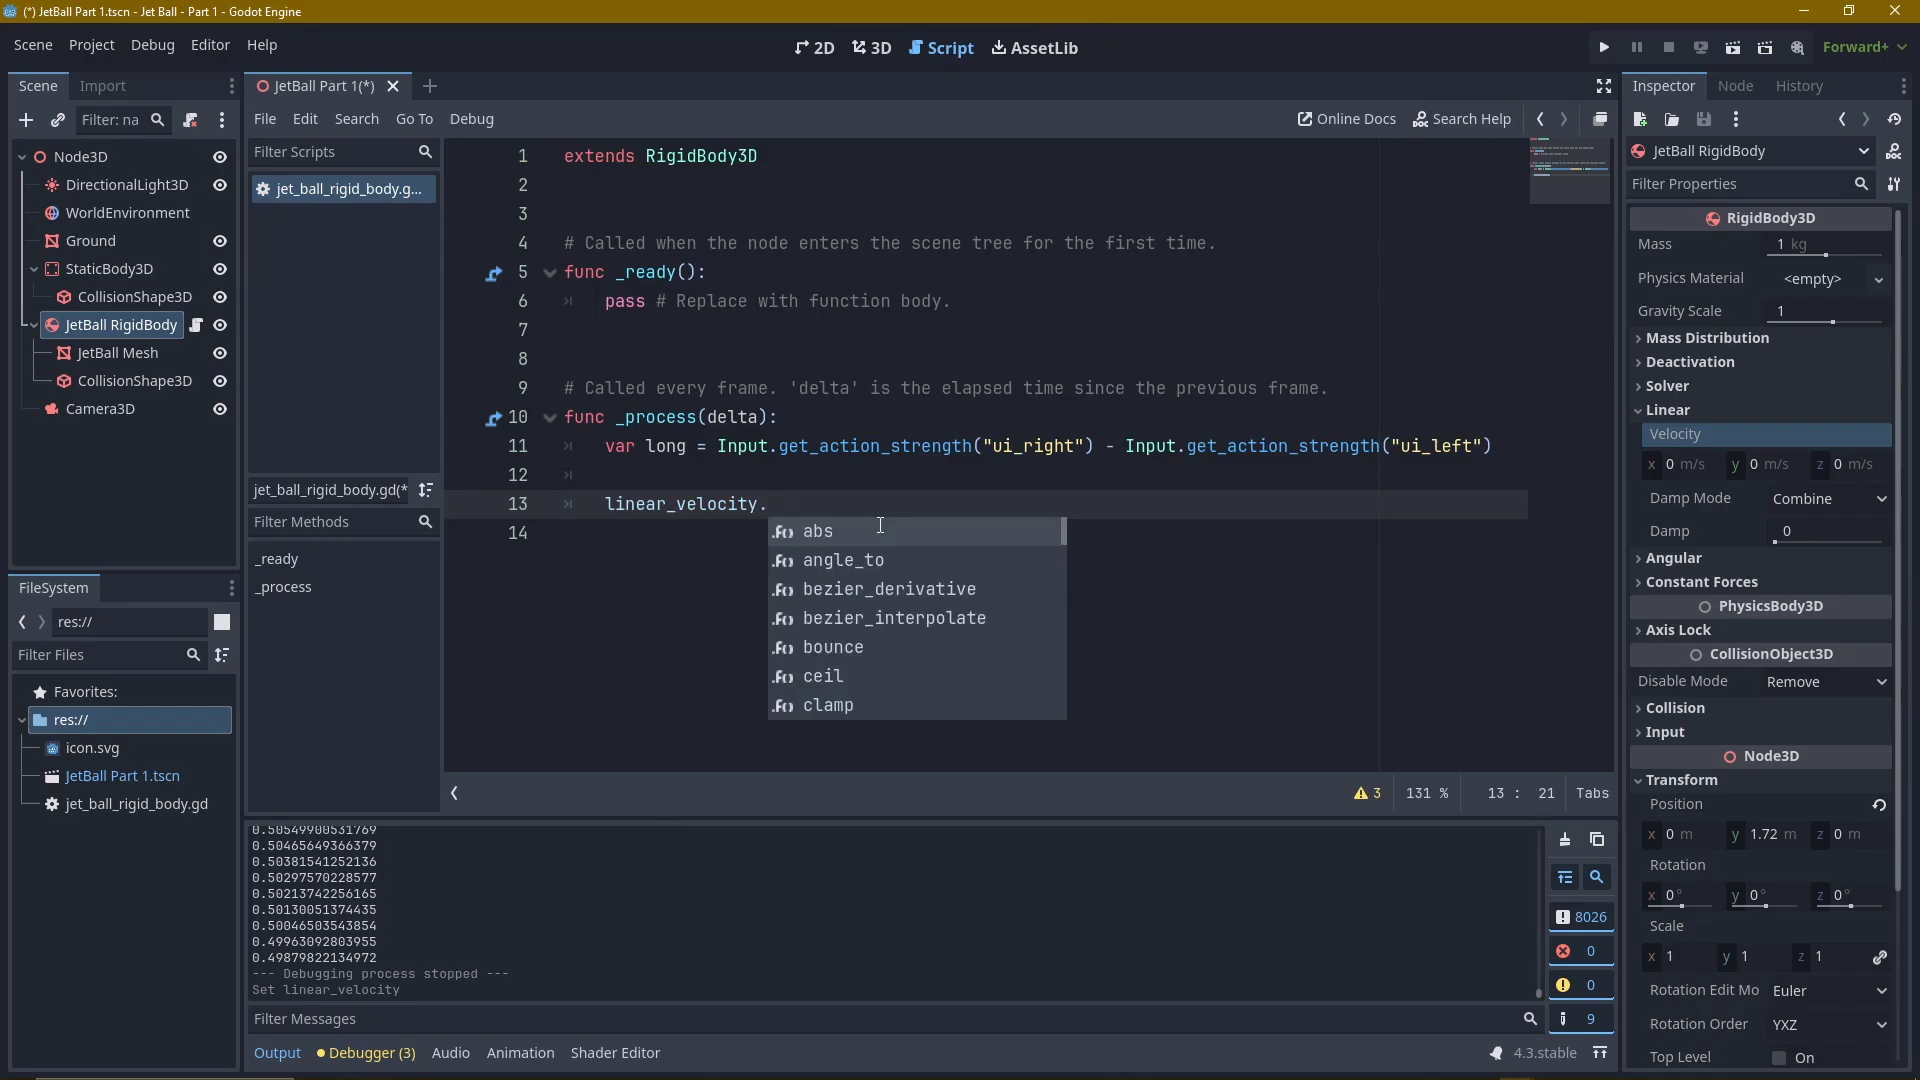 (*) JetBall Part 1.tscn - Jet Ball - Part 1 - Godot Engine
Scene Project Debug Editor Help
2D 3D Script AssetLib
Forward+
Scene Import
Filter: na
Node3D
DirectionalLight3D
WorldEnvironment
Ground
StaticBody3D
CollisionShape3D
JetBall RigidBody
JetBall Mesh
CollisionShape3D
Camera3D
FileSystem
res://
Filter Files
Favorites:
res://
icon.svg
JetBall Part 1.tscn
jet_ball_rigid_body.gd
JetBall Part 1(*)
File Edit Search Go To Debug
Online Docs Search Help
Filter Scripts
jet_ball_rigid_body.g...
jet_ball_rigid_body.gd(*
Filter Methods
_ready
_process
1 extends RigidBody3D
2
3
4 # Called when the node enters the scene tree for the first time.
5 func _ready():
6 pass # Replace with function body.
7
8
9 # Called every frame. 'delta' is the elapsed time since the previous frame.
10 func _process(delta):
11 var long = Input.get_action_strength("ui_right") - Input.get_action_strength("ui_left")
12
13 linear_velocity.
14
abs
angle_to
bezier_derivative
bezier_interpolate
bounce
ceil
clamp
3 131 % 13 : 21 Tabs
0.50549900531769
0.50465649366379
0.50381541252136
0.50297570228577
0.50213742256165
0.50130051374435
0.50046503543854
0.49963092803955
0.49879822134972
--- Debugging process stopped ---
Set linear_velocity
8026
0
0
9
Filter Messages
Output Debugger (3) Audio Animation Shader Editor
4.3.stable
Inspector Node History
JetBall RigidBody
Filter Properties
RigidBody3D
Mass 1 kg
Physics Material <empty>
Gravity Scale 1
Mass Distribution
Deactivation
Solver
Linear
Velocity
x 0 m/s y 0 m/s z 0 m/s
Damp Mode Combine
Damp 0
Angular
Constant Forces
PhysicsBody3D
Axis Lock
CollisionObject3D
Disable Mode Remove
Collision
Input
Node3D
Transform
Position
x 0 m y 1.72 m z 0 m
Rotation
x 0° y 0° z 0°
Scale
x 1 y 1 z 1
Rotation Edit Mo Euler
Rotation Order YXZ
Top Level On